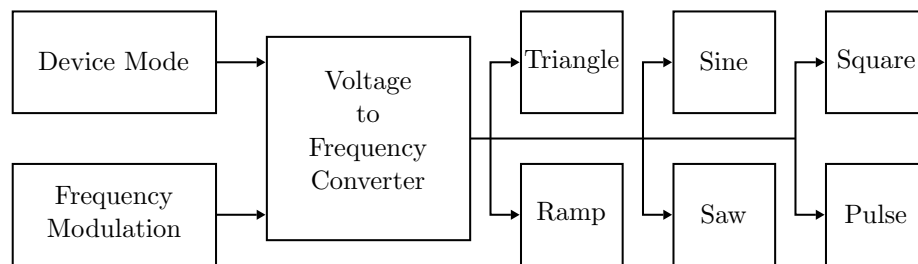 Device Mode
Frequency
Modulation
Voltage
to
Frequency
Converter
Triangle
Sine
Square
Ramp
Saw
Pulse